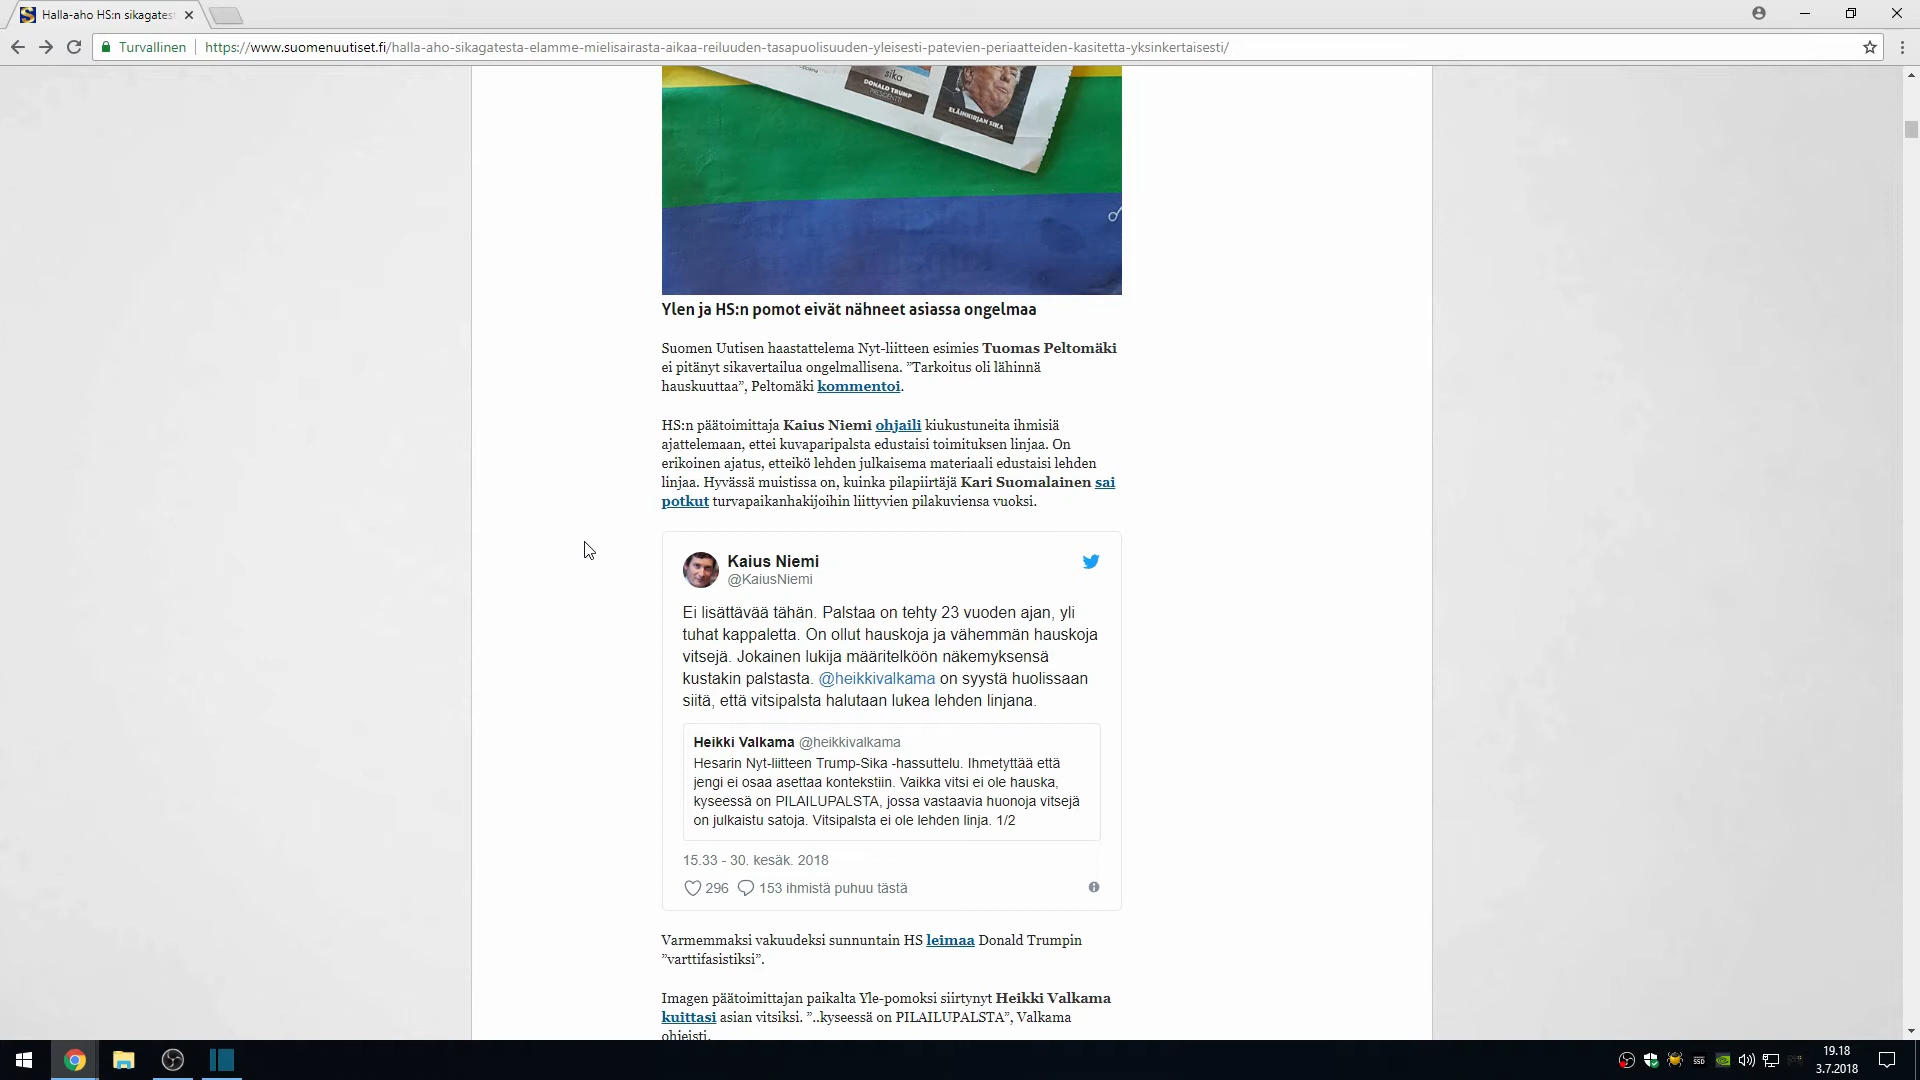 Halla-aho HS:n sikagates
Turvallinen
https://www.suomenuutiset.fi/halla-aho-sikagatesta-elamme-mielisairasta-aikaa-reiluuden-tasapuolisuuden-yleisesti-patevien-periaatteiden-kasitetta-yksinkertaisesti/
sika
DONALD TRUMP
PRESIDENTTI
ELÄINKIRJAN SIKA
Ylen ja HS:n pomot eivät nähneet asiassa ongelmaa
Suomen Uutisen haastattelema Nyt-liitteen esimies Tuomas Peltomäki
ei pitänyt sikavertailua ongelmallisena. ”Tarkoitus oli lähinnä
hauskuuttaa”, Peltomäki kommentoi.
HS:n päätoimittaja Kaius Niemi ohjaili kiukustuneita ihmisiä
ajattelemaan, ettei kuvaparipalsta edustaisi toimituksen linjaa. On
erikoinen ajatus, etteikö lehden julkaisema materiaali edustaisi lehden
linjaa. Hyvässä muistissa on, kuinka pilapiirtäjä Kari Suomalainen sai
potkut turvapaikanhakijoihin liittyvien pilakuviensa vuoksi.
Kaius Niemi
@KaiusNiemi
Ei lisättävää tähän. Palstaa on tehty 23 vuoden ajan, yli
tuhat kappaletta. On ollut hauskoja ja vähemmän hauskoja
vitsejä. Jokainen lukija määritelköön näkemyksensä
kustakin palstasta. @heikkivalkama on syystä huolissaan
siitä, että vitsipalsta halutaan lukea lehden linjana.
Heikki Valkama @heikkivalkama
Hesarin Nyt-liitteen Trump-Sika -hassuttelu. Ihmetyttää että
jengi ei osaa asettaa kontekstiin. Vaikka vitsi ei ole hauska,
kyseessä on PILAILUPALSTA, jossa vastaavia huonoja vitsejä
on julkaistu satoja. Vitsipalsta ei ole lehden linja. 1/2
15.33 - 30. kesäk. 2018
296 153 ihmistä puhuu tästä
Varmemmaksi vakuudeksi sunnuntain HS leimaa Donald Trumpin
”varttifasistiksi”.
Imagen päätoimittajan paikalta Yle-pomoksi siirtynyt Heikki Valkama
kuittasi asian vitsiksi. ”..kyseessä on PILAILUPALSTA”, Valkama
ohjeisti.
SSD
19.18
3.7.2018